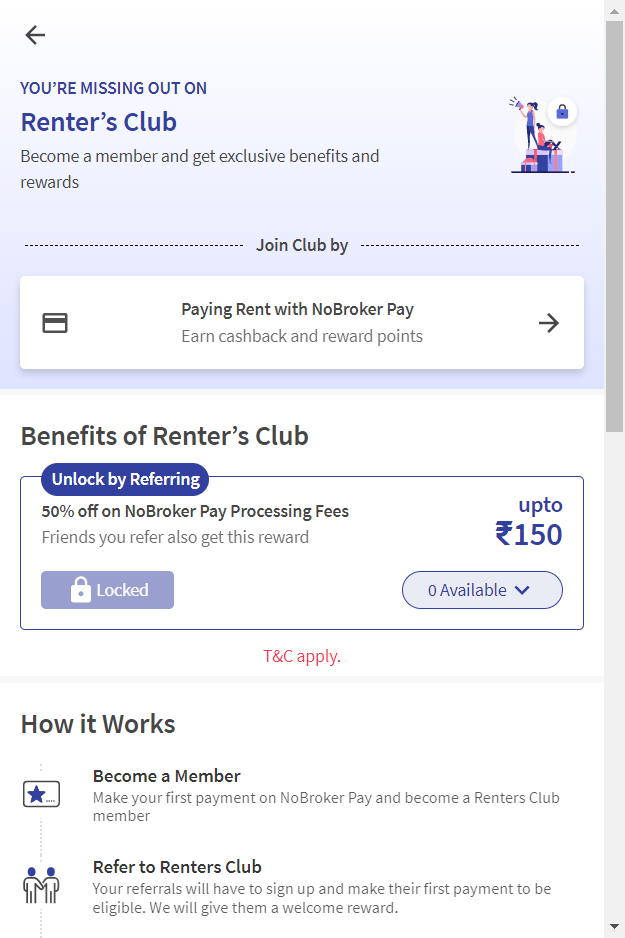 YOU’RE MISSING OUT ON
Renter’s Club
Become a member and get exclusive benefits and
rewards
Join Club by
Paying Rent with NoBroker Pay
Earn cashback and reward points
Benefits of Renter’s Club
Unlock by Referring
50% off on NoBroker Pay Processing Fees
Friends you refer also get this reward
upto
₹150
Locked
0 Available
T&C apply.
How it Works
Become a Member
Make your first payment on NoBroker Pay and become a Renters Club
member
Refer to Renters Club
Your referrals will have to sign up and make their first payment to be
eligible. We will give them a welcome reward.